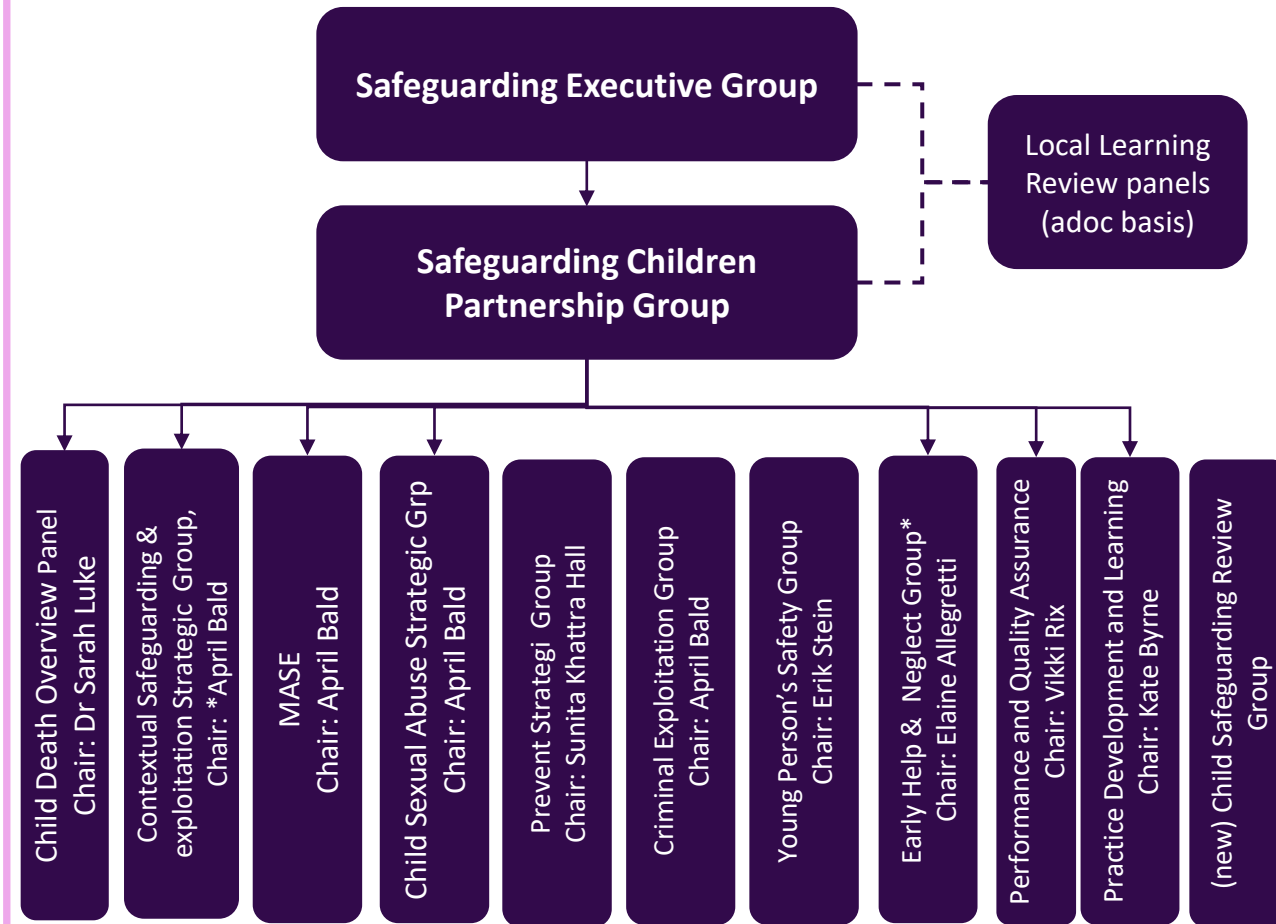 Safeguarding Executive Group
Local Learning
Review panels
(adoc basis)
Safeguarding Children
Partnership Group
Child Death Overview Panel
Chair: Dr Sarah Luke
Contextual Safeguarding &
exploitation Strategic Group,
Chair: *April Bald
MASE
Chair: April Bald
Child Sexual Abuse Strategic Grp
Chair: April Bald
Prevent Strategi Group
Chair: Sunita Khattra Hall
Criminal Exploitation Group
Chair: April Bald
Young Person's Safety Group
Chair: Erik Stein
Early Help & Neglect Group*
Chair: Elaine Allegretti
Performance and Quality Assurance
Chair: Vikki Rix
Practice Development and Learning
Chair: Kate Byrne
(new) Child Safeguarding Review
Group